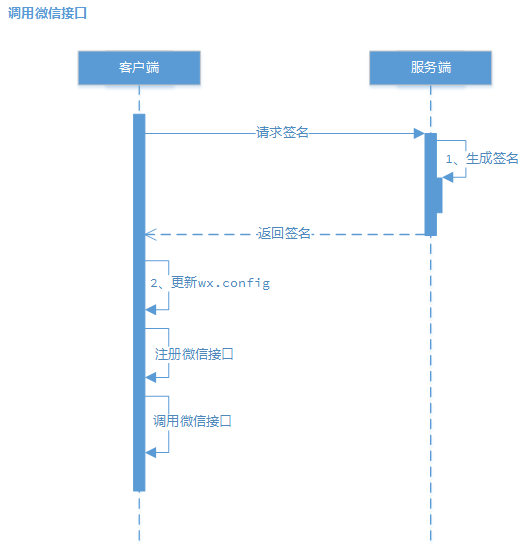 调用微信接口
客户端
服务端
请求签名
1、生成签名
返回签名
2、更新wx.config
注册微信接口
调用微信接口